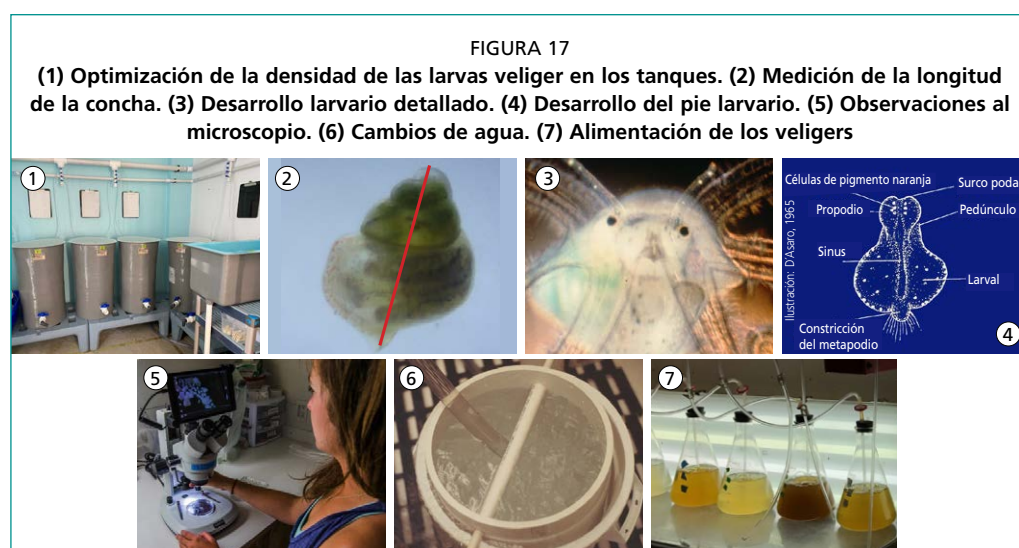 FIGURA 17
(1) Optimización de la densidad de las larvas veliger en los tanques. (2) Medición de la longitud
de la concha. (3) Desarrollo larvario detallado. (4) Desarrollo del pie larvario. (5) Observaciones al
microscopio. (6) Cambios de agua. (7) Alimentación de los veligers
1
2
3
Ilustración: D'Asaro, 1965
Células de pigmento naranja
Surco poda
Propodio
Pedúnculo
Sinus
Larval
Constricción
del metapodio
4
5
6
7